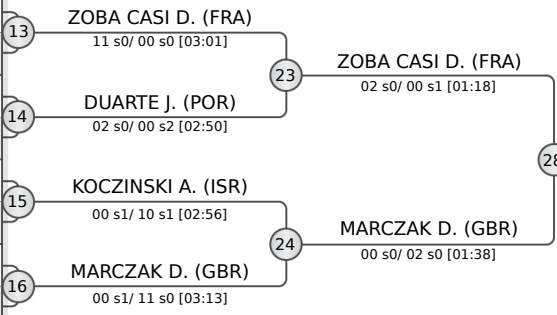 13
ZOBA CASI D. (FRA)
11 s0/ 00 s0 [03:01]
23
ZOBA CASI D. (FRA)
02 s0/ 00 s1 [01:18]
14
DUARTE J. (POR)
02 s0/ 00 s2 [02:50]
28
15
KOCZINSKI A. (ISR)
00 s1/ 10 s1 [02:56]
24
MARCZAK D. (GBR)
00 s0/ 02 s0 [01:38]
16
MARCZAK D. (GBR)
00 s1/ 11 s0 [03:13]